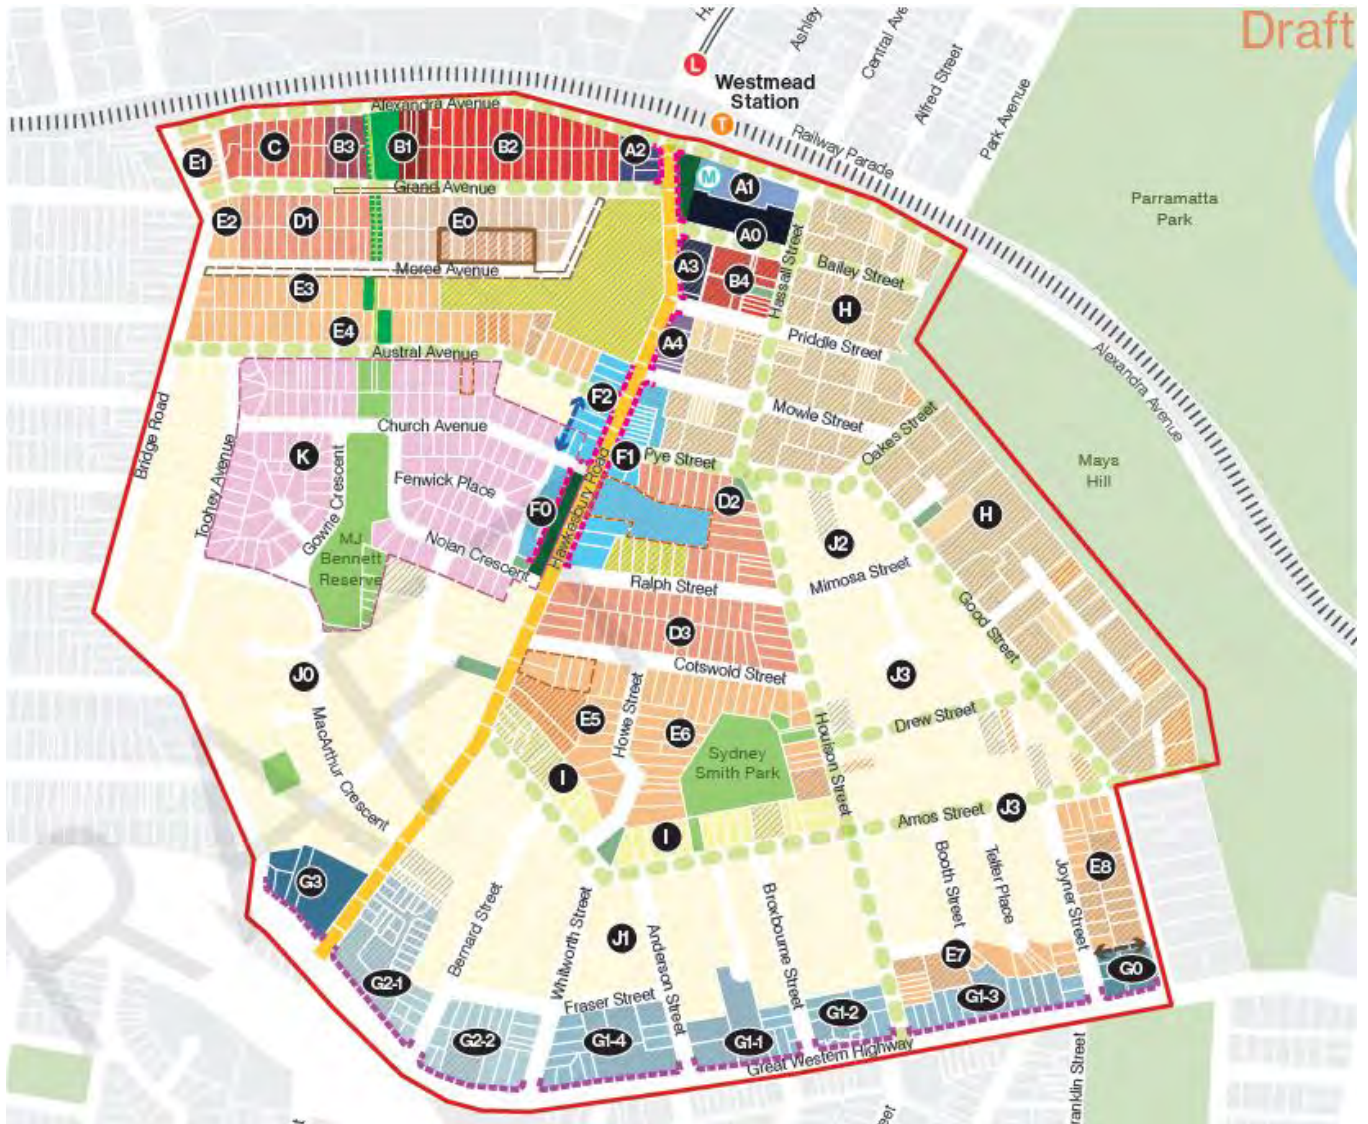 Draft
Ashley
Central Ave
Alfred Street
Park Avenue
L
Westmead
Station
T
Railway Parade
Alexandra Avenue
Parramatta
Park
E1
C
B3
B1
B2
A2
M
A1
Grand Avenue
E2
D1
E0
A0
A3
B4
Hassall Street
Bailey Street
H
Moree Avenue
E3
E4
A4
Priddle Street
Austral Avenue
Alexandra Avenue
Bridge Road
F2
Mowle Street
Oakes Street
Church Avenue
Toohey Avenue
K
Gowrie Crescent
Fenwick Place
F1
Pye Street
Mays
Hill
D2
H
F0
Hawkesbury Road
J2
MJ
Bennett
Reserve
Nolan Crescent
Ralph Street
Mimosa Street
Good Street
D3
Cotswold Street
J3
J0
MacArthur Crescent
Howe Street
E5
E6
Drew Street
Houison Street
Sydney
Smith Park
I
I
Amos Street
J3
G3
Bernard Street
Whitworth Street
Anderson Street
Broxbourne Street
Booth Street
Telfer Place
Joyner Street
E8
J1
E7
G0
G2-1
Fraser Street
G1-3
G1-2
G2-2
G1-4
G1-1
Great Western Highway
ranklin Street
eet
et